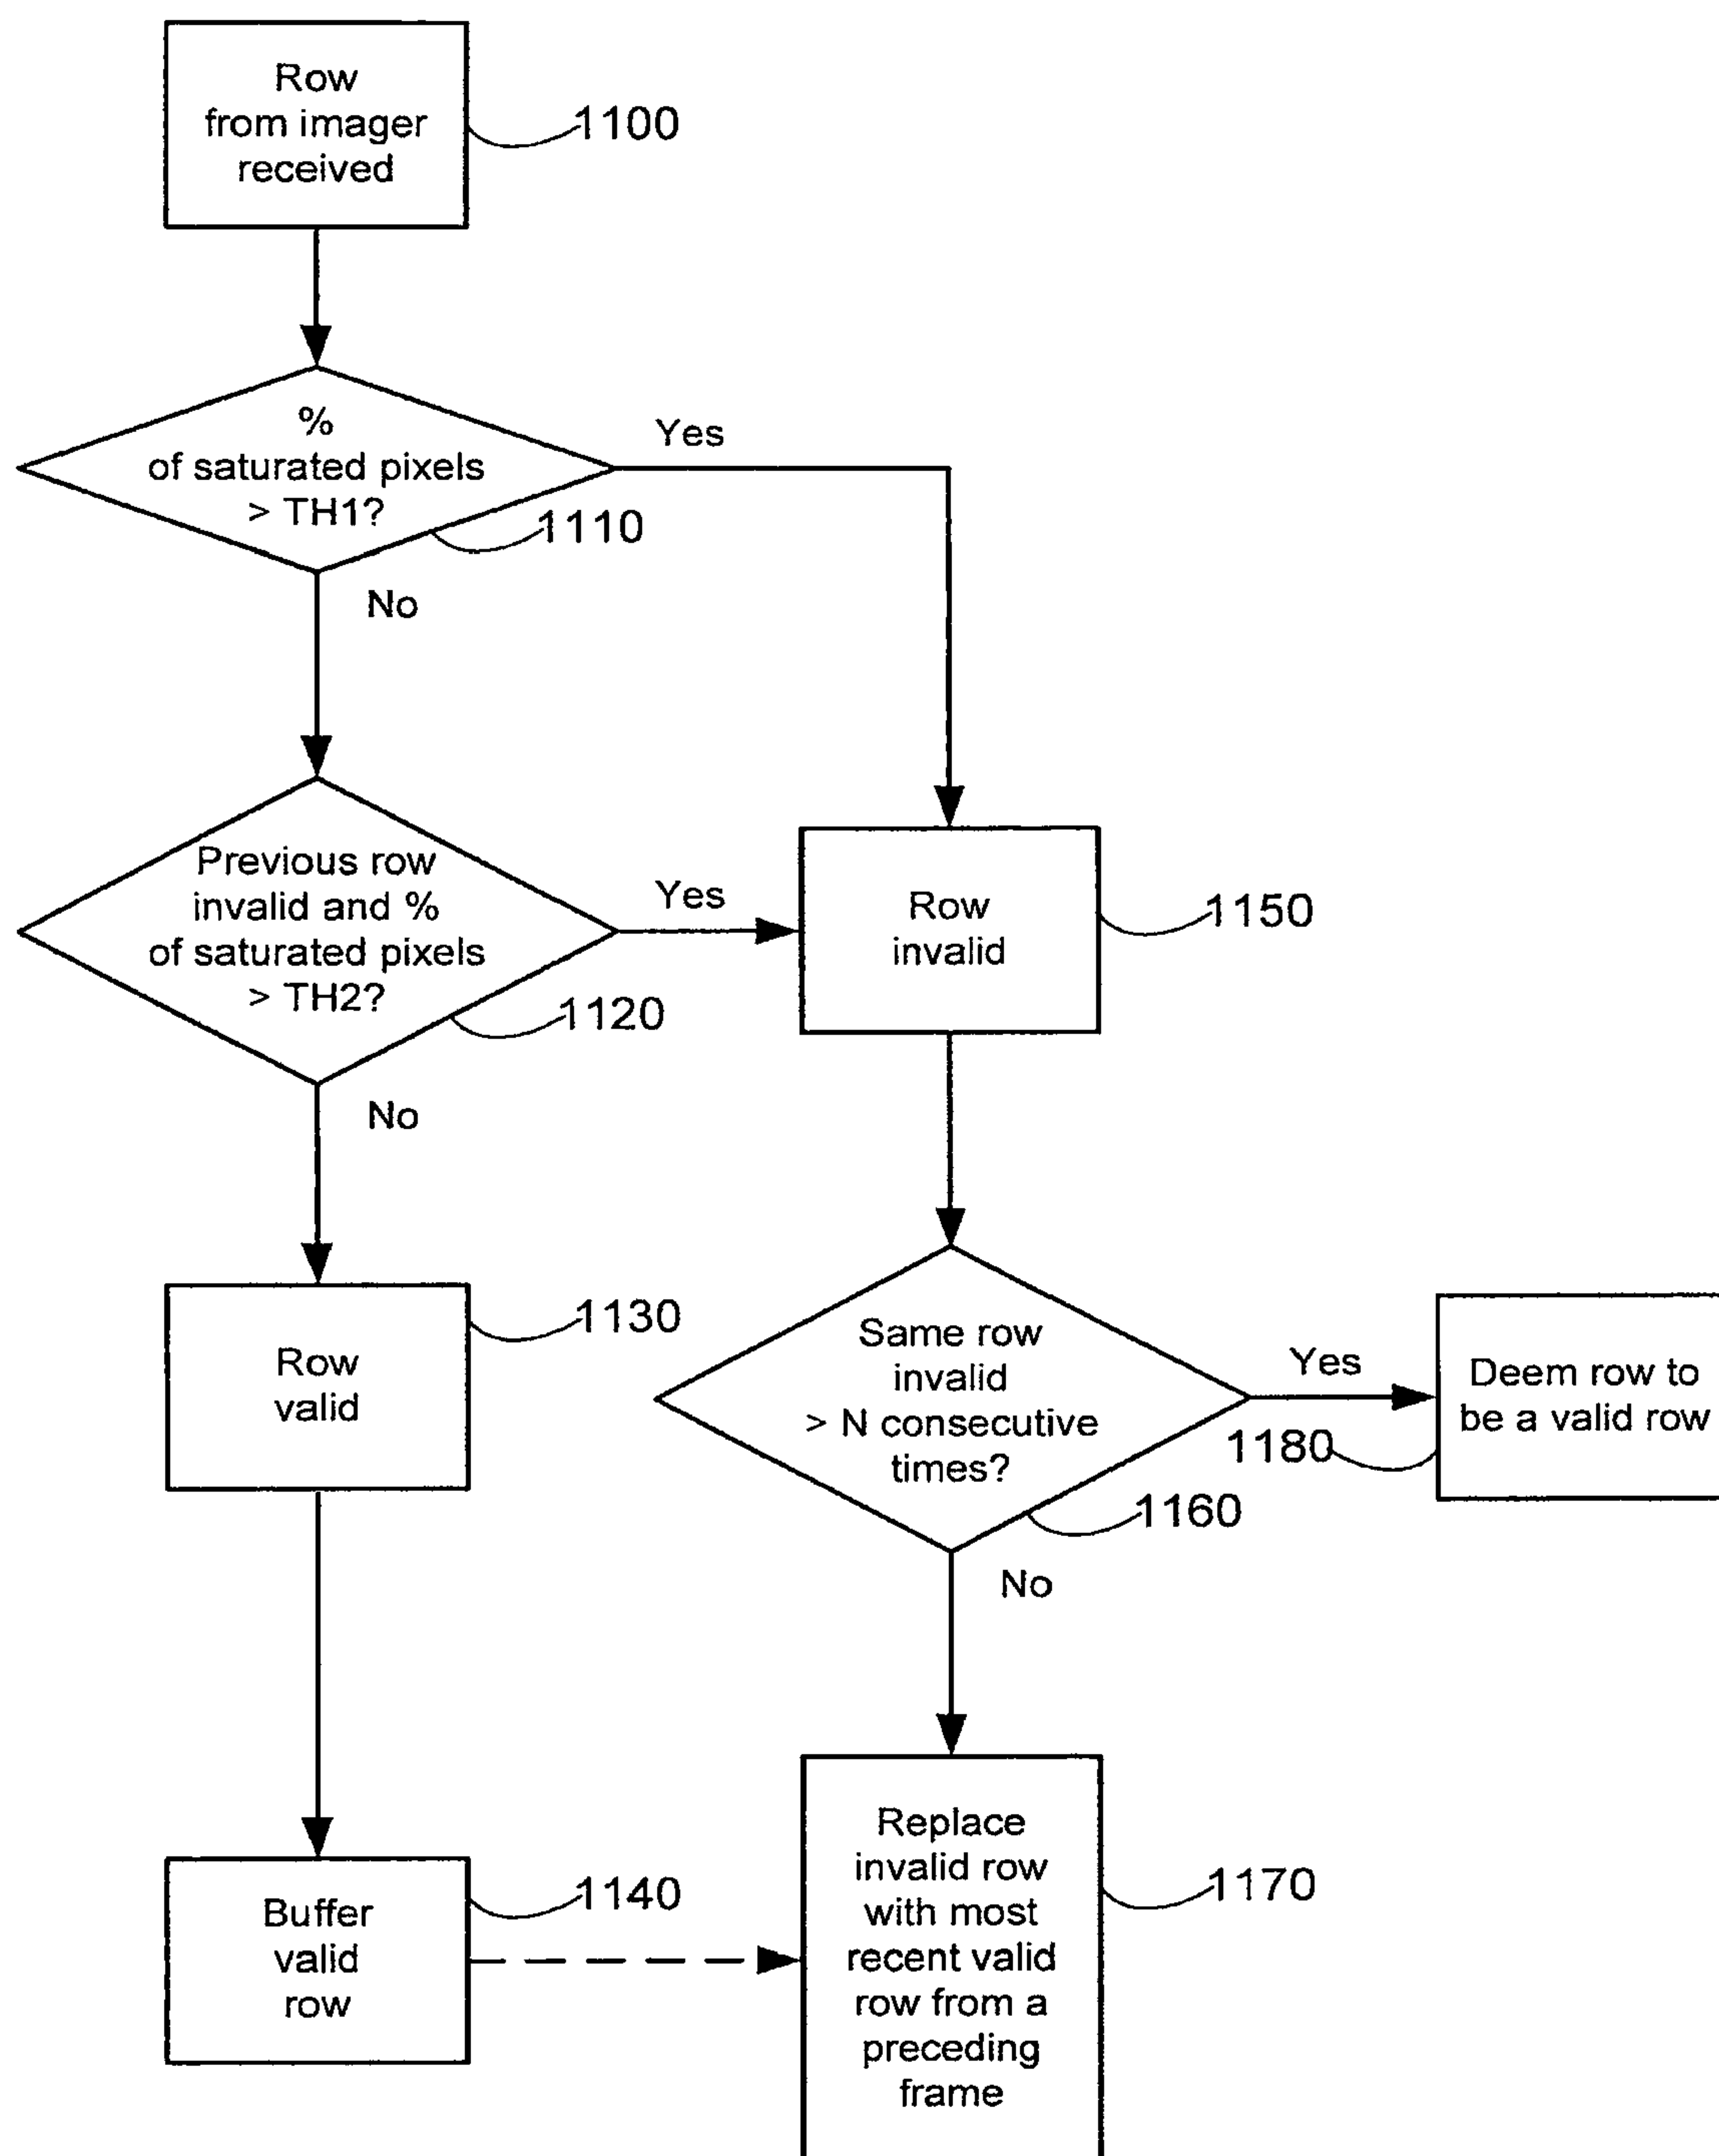 Row
from imager
received
1100
%
of saturated pixels
> TH1?
1110
Yes
No
Previous row
invalid and %
of saturated pixels
> TH2?
1120
Yes
No
Row
invalid
1150
Row
valid
1130
Same row
invalid
> N consecutive
times?
1160
Yes
No
Deem row to
be a valid row
1180
Buffer
valid
row
1140
Replace
invalid row
with most
recent valid
row from a
preceding
frame
1170